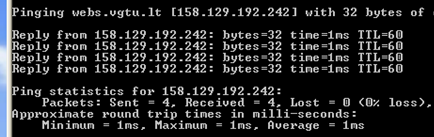 Pinging webs.vgtu.lt [158.129.192.242] with 32 bytes of
Reply from 158.129.192.242: bytes=32 time=1ms TTL=60
Reply from 158.129.192.242: bytes=32 time=1ms TTL=60
Reply from 158.129.192.242: bytes=32 time=1ms TTL=60
Reply from 158.129.192.242: bytes=32 time=1ms TTL=60
Ping statistics for 158.129.192.242:
Packets: Sent = 4, Received = 4, Lost = 0 (0% loss),
Approximate round trip times in milli-seconds:
Minimum = 1ms, Maximum = 1ms, Average = 1ms